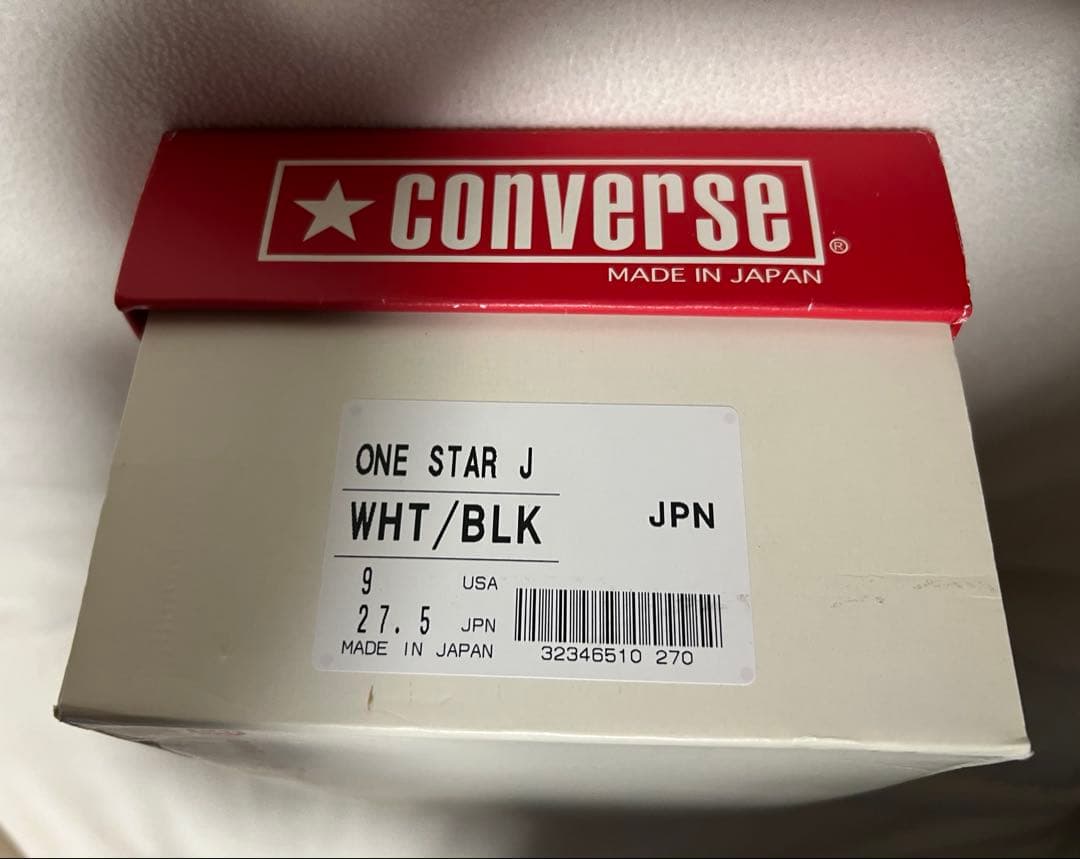 ★ converse ®
MADE IN JAPAN
ONE STAR J
WHT/BLK
JPN
9 USA
27.5 JPN
MADE IN JAPAN
32346510 270